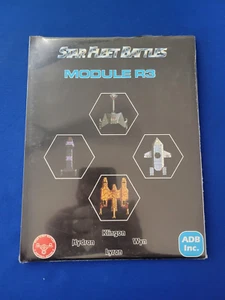 STAR FLEET BATTLES
MODULE R3
Klingon
Hydran Wyn
Lyran
ADB
Inc.